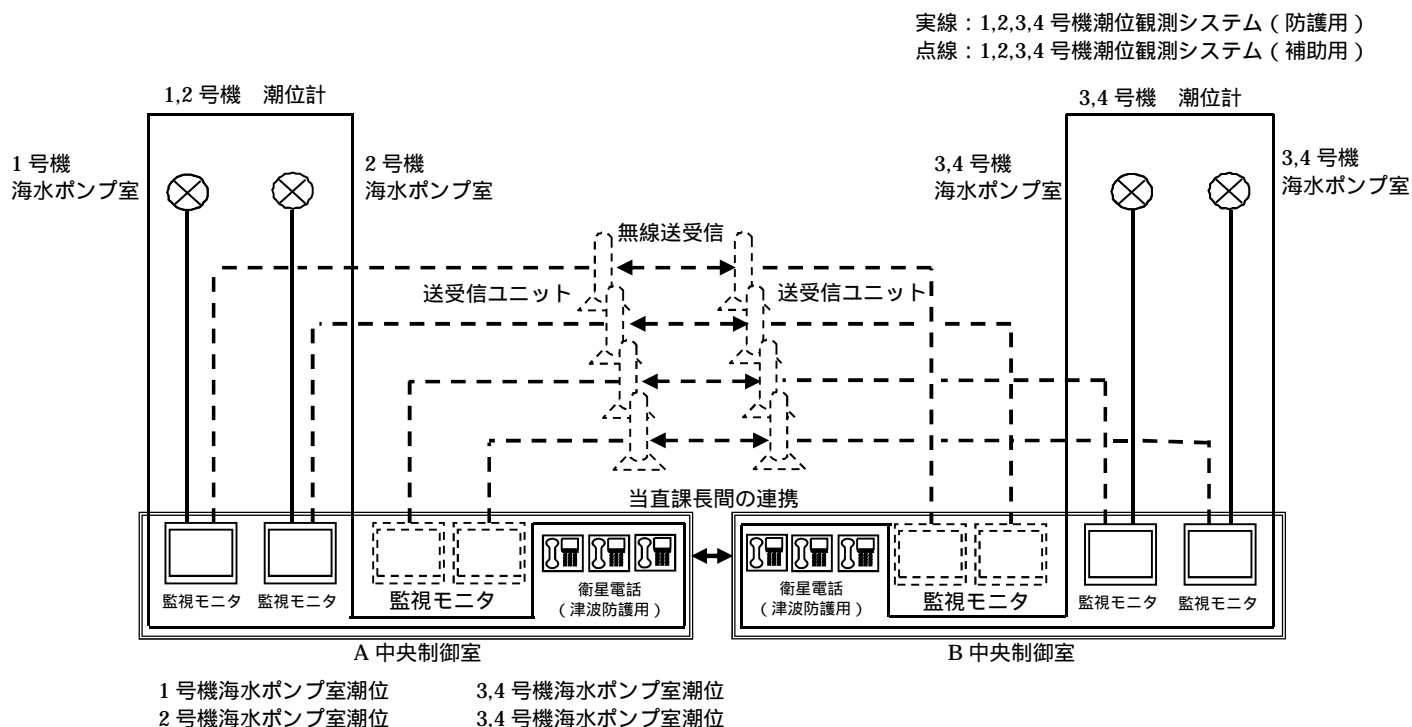 実線：1,2,3,4 号機潮位観測システム（防護用）
点線：1,2,3,4 号機潮位観測システム（補助用）
1,2 号機　潮位計
3,4 号機　潮位計
1 号機
海水ポンプ室
2 号機
海水ポンプ室
3,4 号機
海水ポンプ室
3,4 号機
海水ポンプ室
無線送受信
送受信ユニット
送受信ユニット
当直課長間の連携
監視モニタ
監視モニタ
監視モニタ
衛星電話
（津波防護用）
衛星電話
（津波防護用）
監視モニタ
監視モニタ
監視モニタ
A 中央制御室
B 中央制御室
1 号機海水ポンプ室潮位
3,4 号機海水ポンプ室潮位
2 号機海水ポンプ室潮位
3,4 号機海水ポンプ室潮位